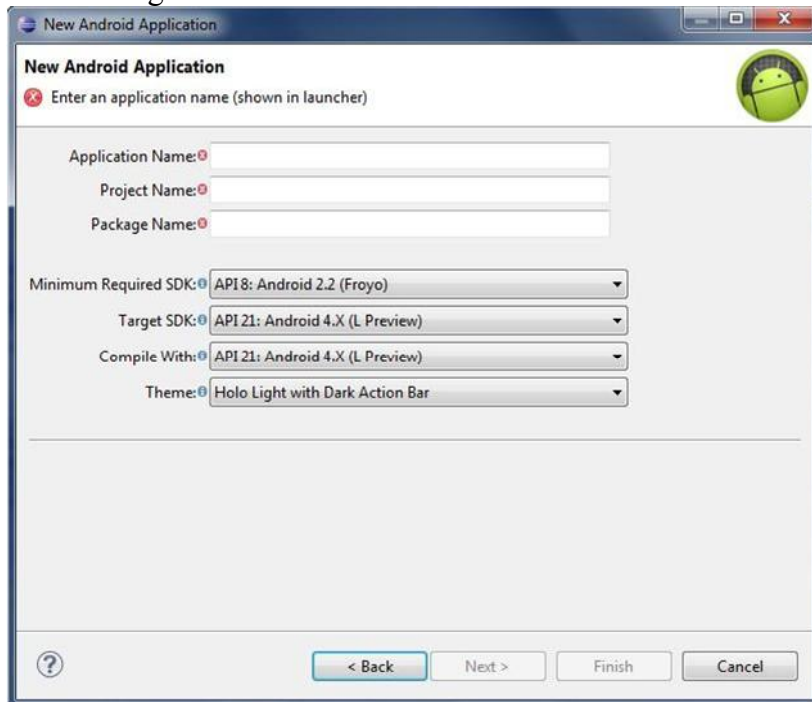 New Android Application
New Android Application
Enter an application name (shown in launcher)
Application Name:
Project Name:
Package Name:
Minimum Required SDK: API 8: Android 2.2 (Froyo)
Target SDK: API 21: Android 4.X (L Preview)
Compile With: API 21: Android 4.X (L Preview)
Theme: Holo Light with Dark Action Bar
? < Back Next > Finish Cancel